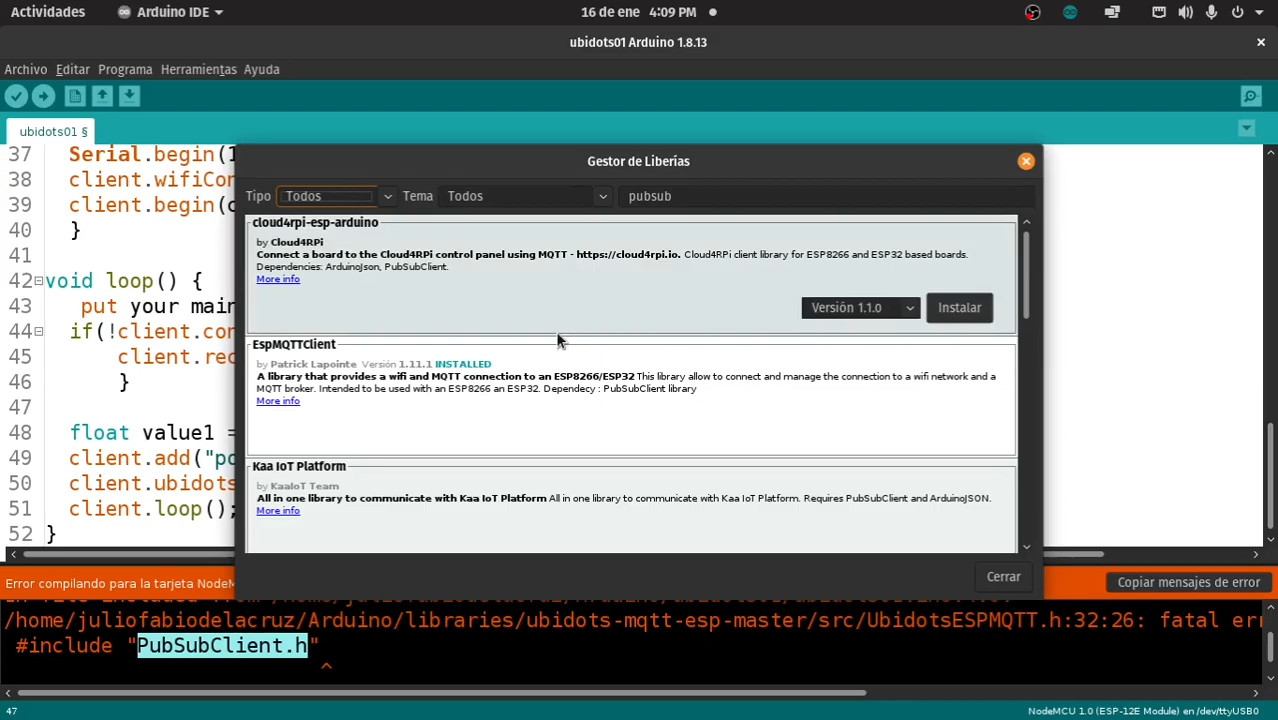 Actividades
Arduino IDE
16 de ene 4:09 PM
ubidots01 Arduino 1.8.13
Archivo Editar Programa Herramientas Ayuda
ubidots01 §
37 Serial.begin(1
38 client.wifiCon
39 client.begin(c
40 }
41
42 void loop() {
43 put your main
44 if(!client.con
45 client.rec
46 }
47
48 float value1 =
49 client.add("po
50 client.ubidots
51 client.loop();
52 }
Gestor de Liberías
Tipo Todos Tema Todos pubsub
cloud4rpi-esp-arduino
by Cloud4RPi
Connect a board to the Cloud4RPi control panel using MQTT - https://cloud4rpi.io. Cloud4RPi client library for ESP8266 and ESP32 based boards.
Dependencies: ArduinoJson, PubSubClient.
More info
Versión 1.1.0 Instalar
EspMQTTClient
by Patrick Lapointe Versión 1.11.1 INSTALLED
A library that provides a wifi and MQTT connection to an ESP8266/ESP32 This library allow to connect and manage the connection to a wifi network and a
MQTT broker. Intended to be used with an ESP8266 an ESP32. Dependecy : PubSubClient library
More info
Kaa IoT Platform
by KaaIoT Team
All in one library to communicate with Kaa IoT Platform All in one library to communicate with Kaa IoT Platform. Requires PubSubClient and ArduinoJSON.
More info
Cerrar
Error compilando para la tarjeta NodeM
Copiar mensajes de error
/home/juliofabiodelacruz/Arduino/libraries/ubidots-mqtt-esp-master/src/UbidotsESPMQTT.h:32:26: fatal err
#include "PubSubClient.h"
^
47
NodeMCU 1.0 (ESP-12E Module) en /dev/ttyUSB0